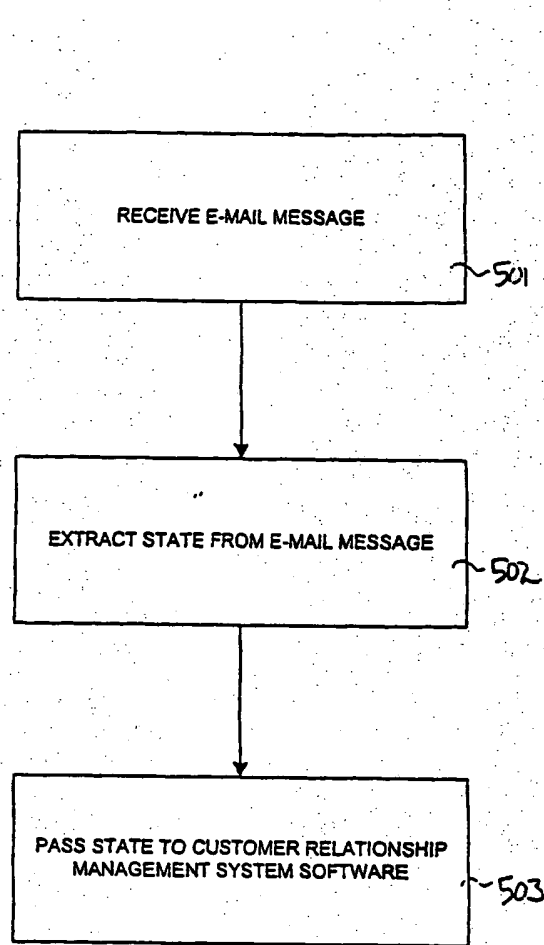 RECEIVE E-MAIL MESSAGE
501
EXTRACT STATE FROM E-MAIL MESSAGE
502
PASS STATE TO CUSTOMER RELATIONSHIP
MANAGEMENT SYSTEM SOFTWARE
503